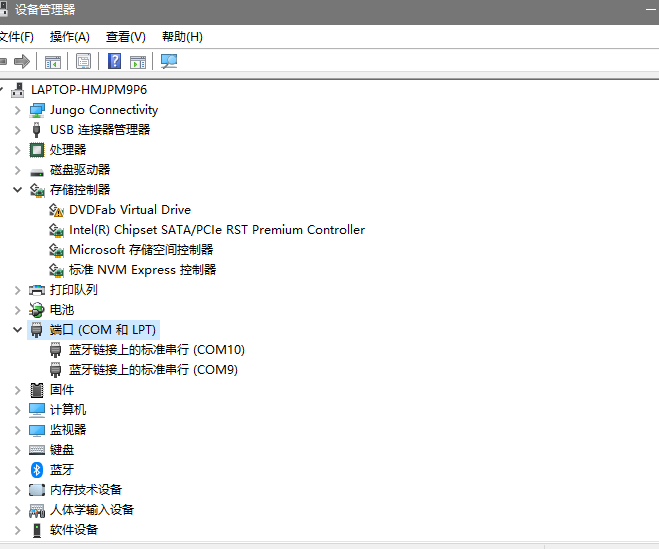 设备管理器
文件(F) 操作(A) 查看(V) 帮助(H)
LAPTOP-HMJPM9P6
Jungo Connectivity
USB 连接器管理器
处理器
磁盘驱动器
存储控制器
DVDFab Virtual Drive
Intel(R) Chipset SATA/PCIe RST Premium Controller
Microsoft 存储空间控制器
标准 NVM Express 控制器
打印队列
电池
端口 (COM 和 LPT)
蓝牙链接上的标准串行 (COM10)
蓝牙链接上的标准串行 (COM9)
固件
计算机
监视器
键盘
蓝牙
内存技术设备
人体学输入设备
软件设备